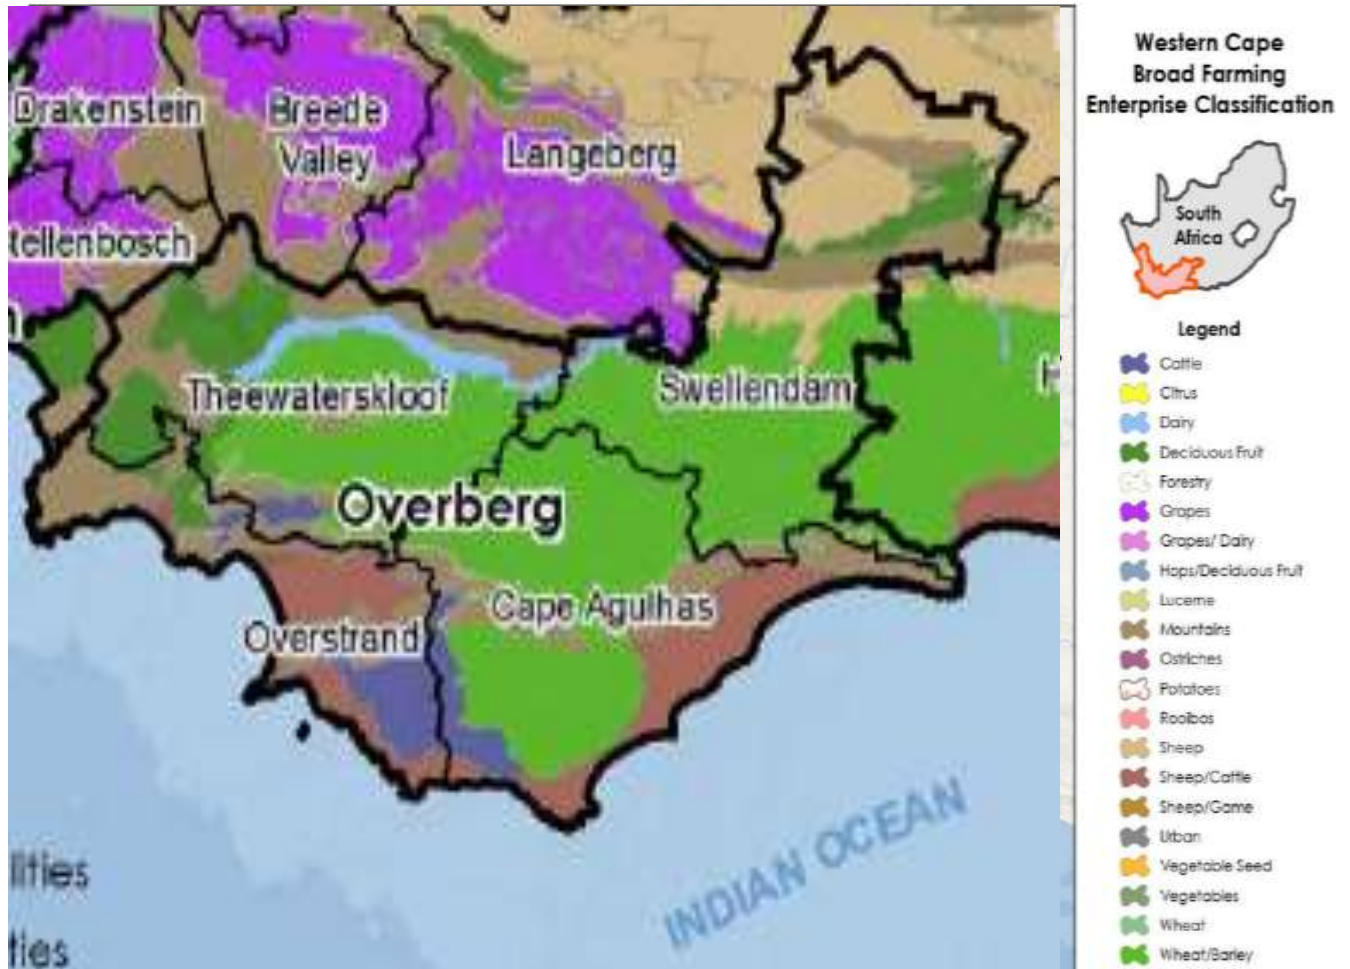 Drakenstein
Breede
Valley
Langeberg
tellenbosch
Theewaterskloof
Swellendam
H
Overberg
Cape Agulhas
Overstrand
INDIAN OCEAN
lities
ties
Western Cape
Broad Farming
Enterprise Classification
South
Africa
Legend
Cattle
Citrus
Dairy
Deciduous Fruit
Forestry
Grapes
Grapes/ Dairy
Hops/Deciduous Fruit
Lucerne
Mountains
Ostriches
Potatoes
Rooibos
Sheep
Sheep/Cattle
Sheep/Game
Urban
Vegetable Seed
Vegetables
Wheat
Wheat/Barley